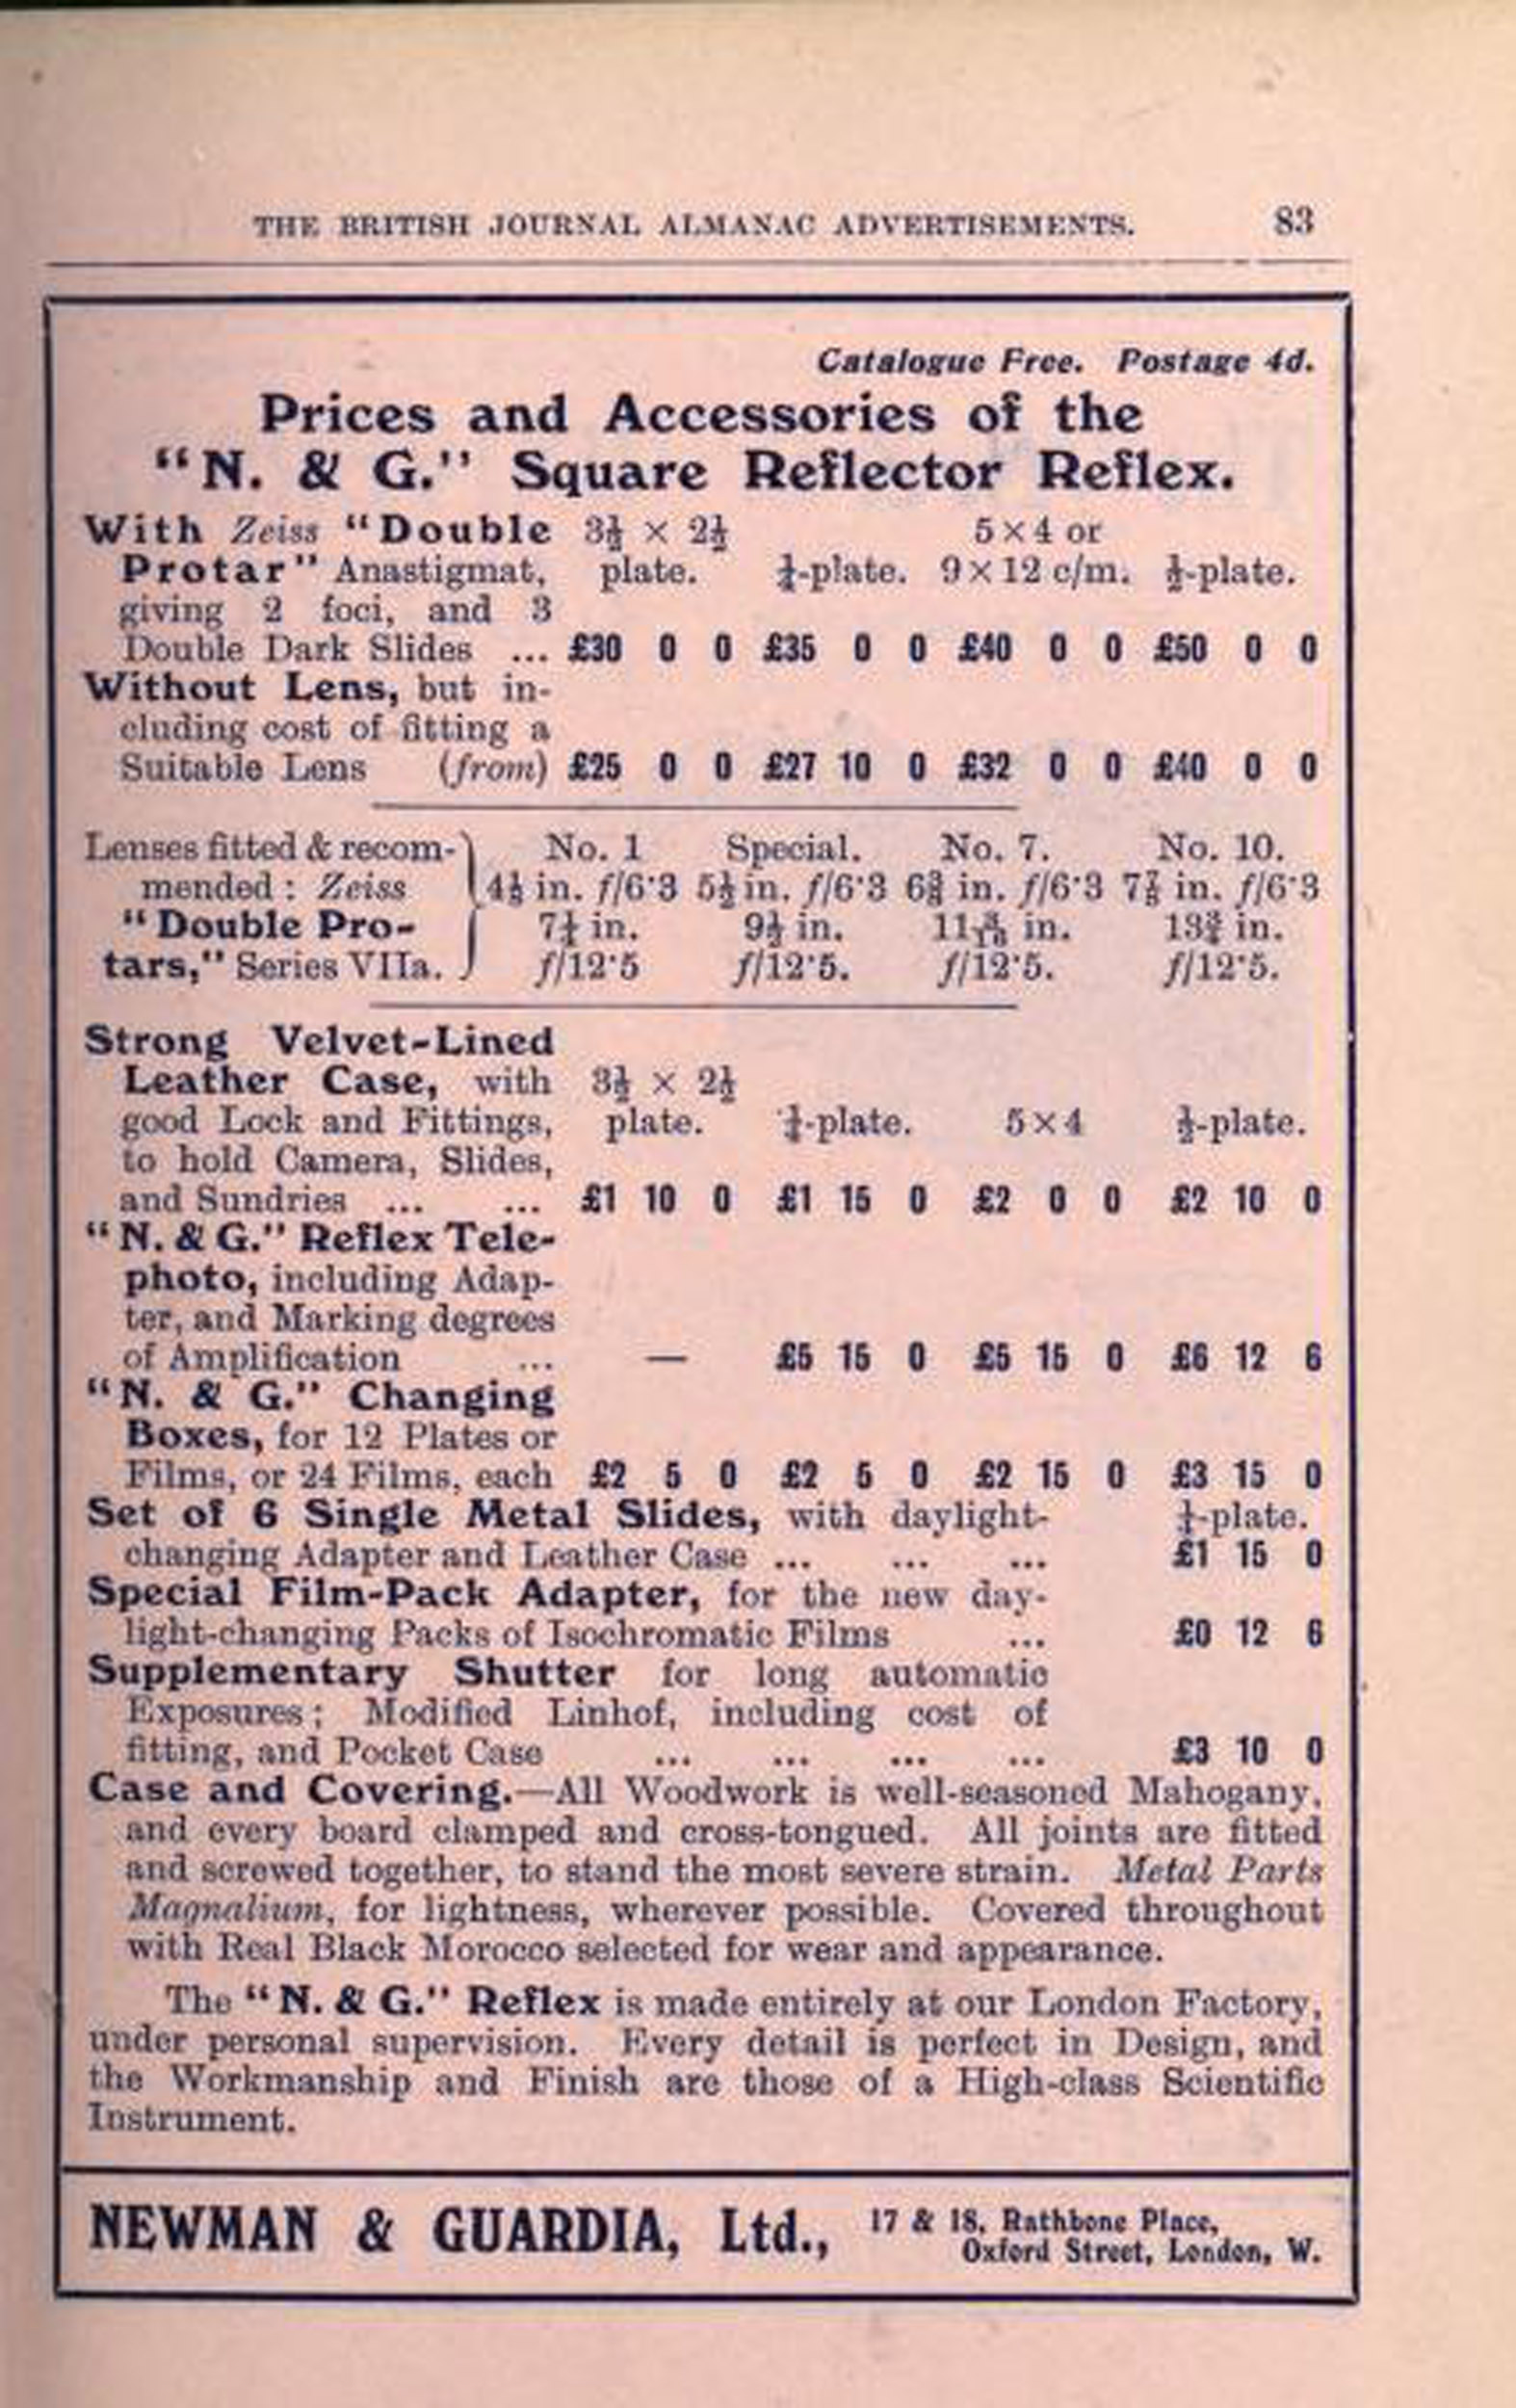 THE BRITISH JOURNAL ALMANAC ADVERTISEMENTS. 83
Catalogue Free. Postage 4d.
Prices and Accessories of the
“N. & G.” Square Reflector Reflex.
With Zeiss “Double 3½ × 2½ 5 × 4 or
Protar” Anastigmat, plate. ¼-plate. 9 × 12 c/m. ½-plate.
giving 2 foci, and 3
Double Dark Slides ... £30 0 0 £35 0 0 £40 0 0 £50 0 0
Without Lens, but in-
cluding cost of fitting a
Suitable Lens (from) £25 0 0 £27 10 0 £32 0 0 £40 0 0
Lenses fitted & recom- No. 1 Special. No. 7. No. 10.
mended : Zeiss 4½ in. f/6·3 5½ in. f/6·3 6⅜ in. f/6·3 7⅞ in. f/6·3
“Double Pro- 7¼ in. 9½ in. 11 3/16 in. 13¾ in.
tars,” Series VIIa. f/12·5 f/12·5. f/12·5. f/12·5.
Strong Velvet-Lined
Leather Case, with 3½ × 2½
good Lock and Fittings, plate. ¼-plate. 5 × 4 ½-plate.
to hold Camera, Slides,
and Sundries ... ... £1 10 0 £1 15 0 £2 0 0 £2 10 0
“N. & G.” Reflex Tele-
photo, including Adap-
ter, and Marking degrees
of Amplification ... — £5 15 0 £5 15 0 £6 12 6
“N. & G.” Changing
Boxes, for 12 Plates or
Films, or 24 Films, each £2 5 0 £2 5 0 £2 15 0 £3 15 0
Set of 6 Single Metal Slides, with daylight- ¼-plate.
changing Adapter and Leather Case ... ... ... £1 15 0
Special Film-Pack Adapter, for the new day-
light-changing Packs of Isochromatic Films ... £0 12 6
Supplementary Shutter for long automatic
Exposures ; Modified Linhof, including cost of
fitting, and Pocket Case ... ... ... ... £3 10 0
Case and Covering.—All Woodwork is well-seasoned Mahogany,
and every board clamped and cross-tongued. All joints are fitted
and screwed together, to stand the most severe strain. Metal Parts
Magnalium, for lightness, wherever possible. Covered throughout
with Real Black Morocco selected for wear and appearance.
The “N. & G.” Reflex is made entirely at our London Factory,
under personal supervision. Every detail is perfect in Design, and
the Workmanship and Finish are those of a High-class Scientific
Instrument.
NEWMAN & GUARDIA, Ltd., 17 & 18, Rathbone Place,
Oxford Street, London, W.